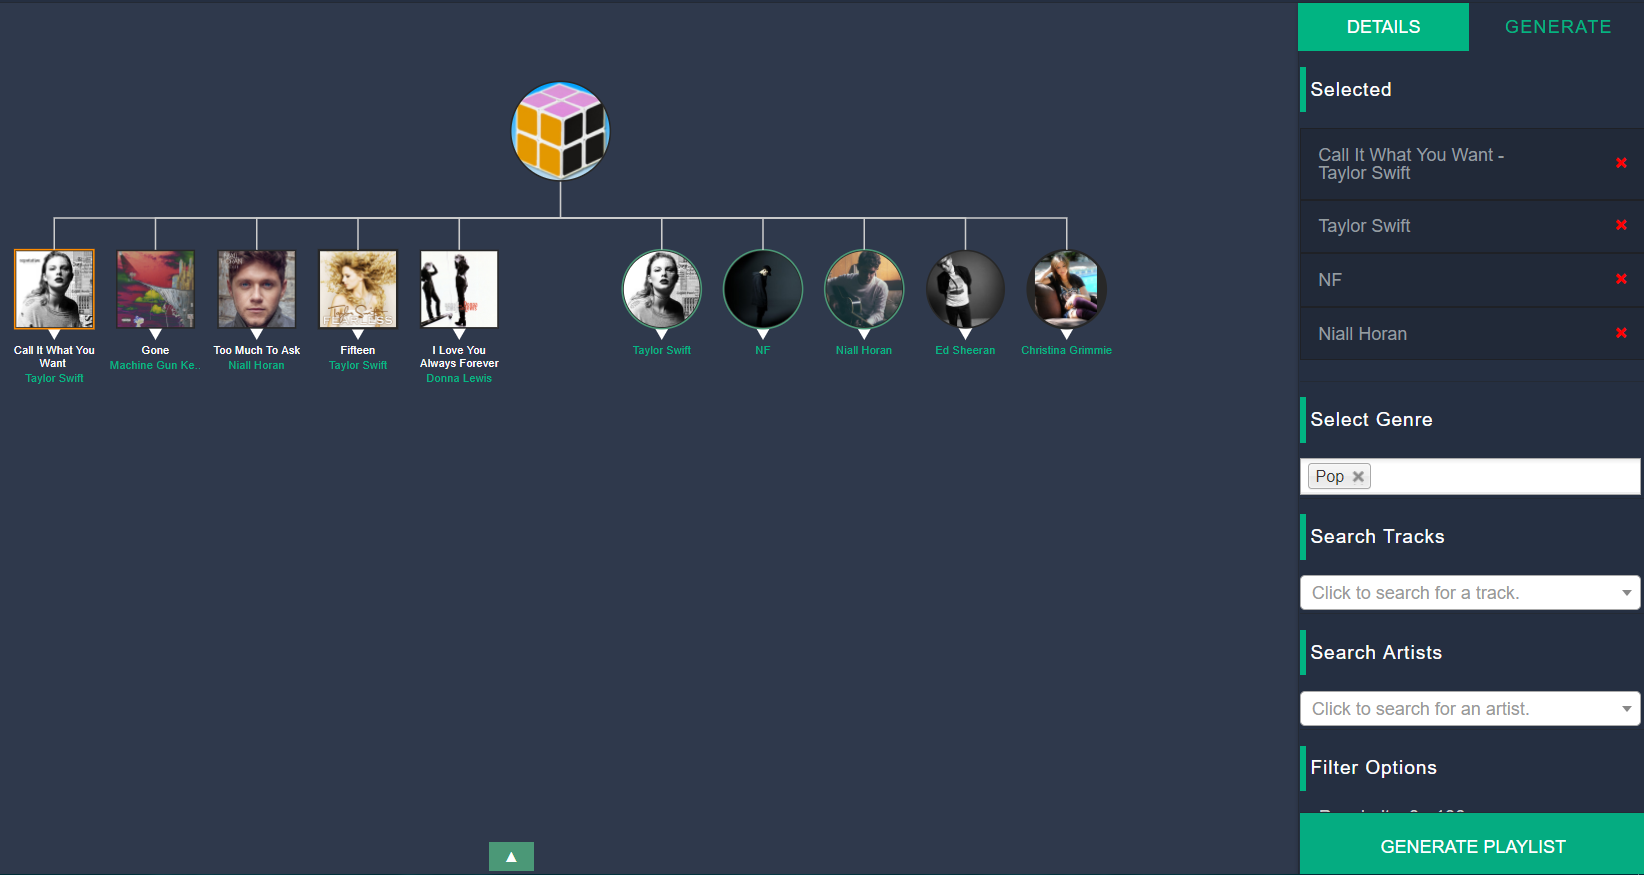 DETAILS
GENERATE
Selected
Call It What You Want -
Taylor Swift
Taylor Swift
NF
Niall Horan
Select Genre
Pop
Search Tracks
Click to search for a track.
Search Artists
Click to search for an artist.
Filter Options
GENERATE PLAYLIST
Call It What You
Want
Taylor Swift
Gone
Machine Gun Ke..
Too Much To Ask
Niall Horan
Fifteen
Taylor Swift
I Love You
Always Forever
Donna Lewis
Taylor Swift
NF
Niall Horan
Ed Sheeran
Christina Grimmie